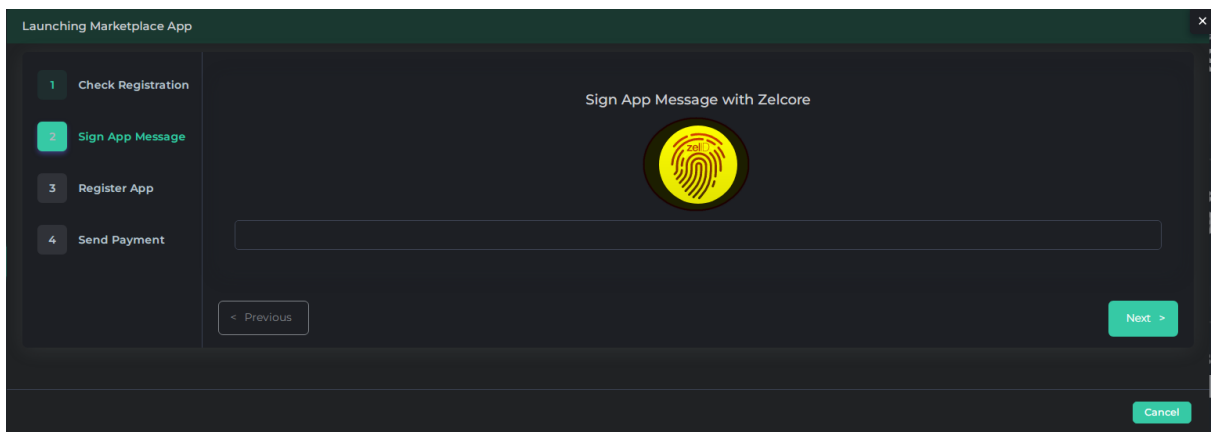 Launching Marketplace App
×
1 Check Registration
2 Sign App Message
3 Register App
4 Send Payment
Sign App Message with Zelcore
zelID
< Previous
Next >
Cancel